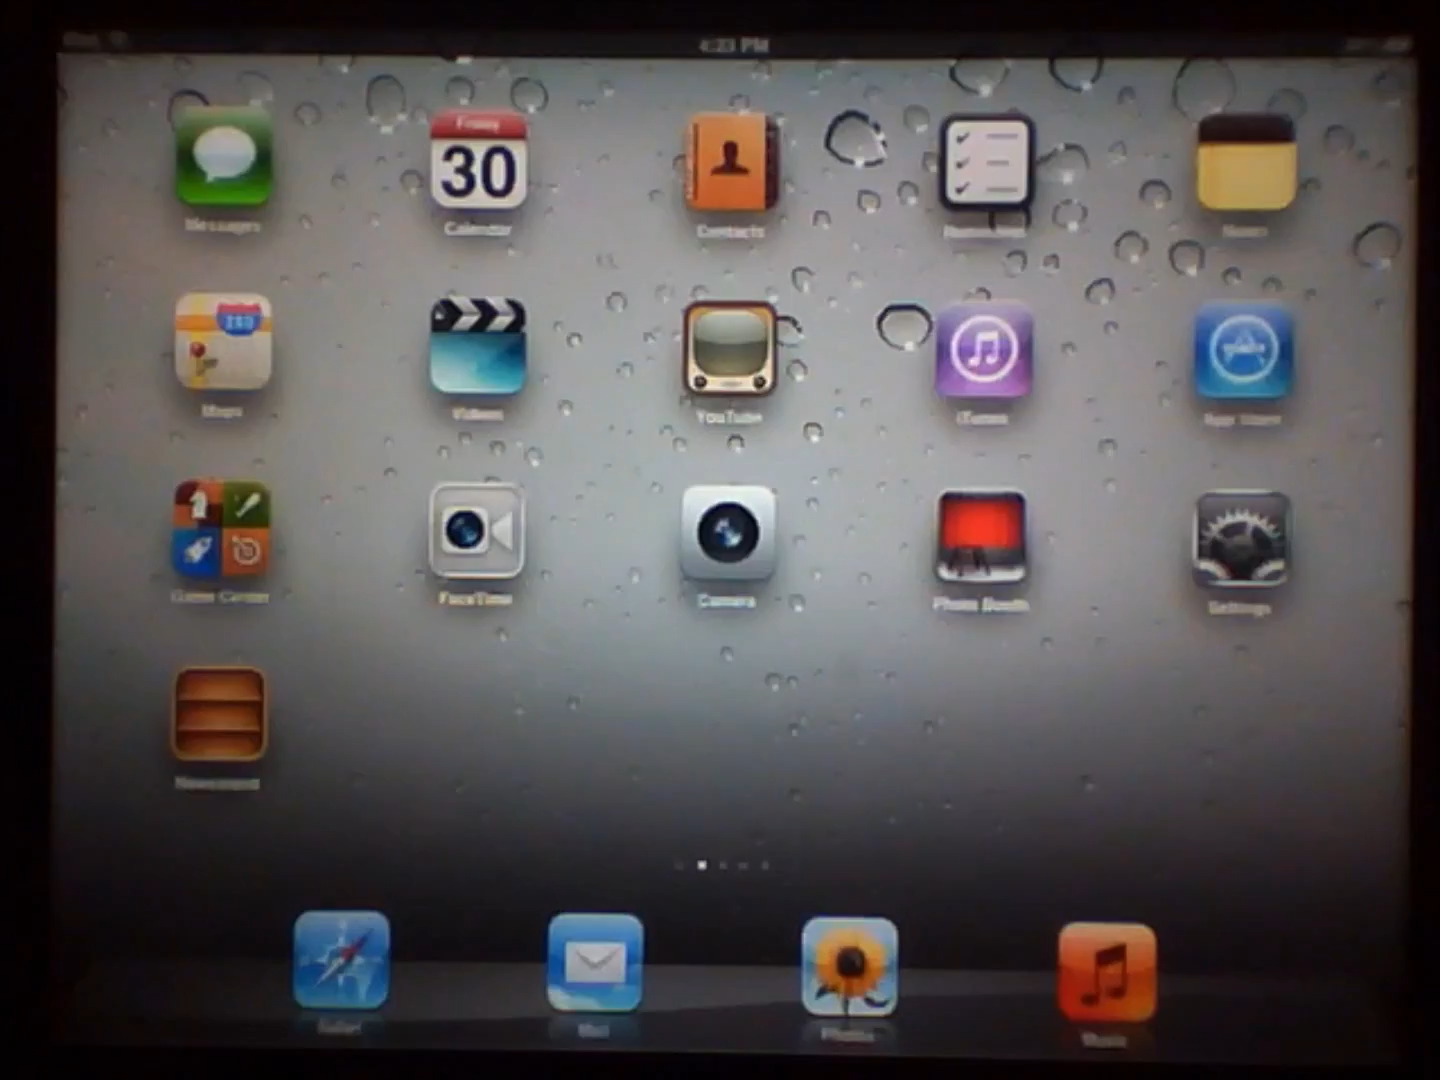 4:23 PM
Friday
30
Messages
Calendar
Contacts
Notes
280
Maps
Videos
YouTube
iTunes
App Store
Game Center
FaceTime
Camera
Photo Booth
Settings
Newsstand
Safari
Mail
Photos
Music